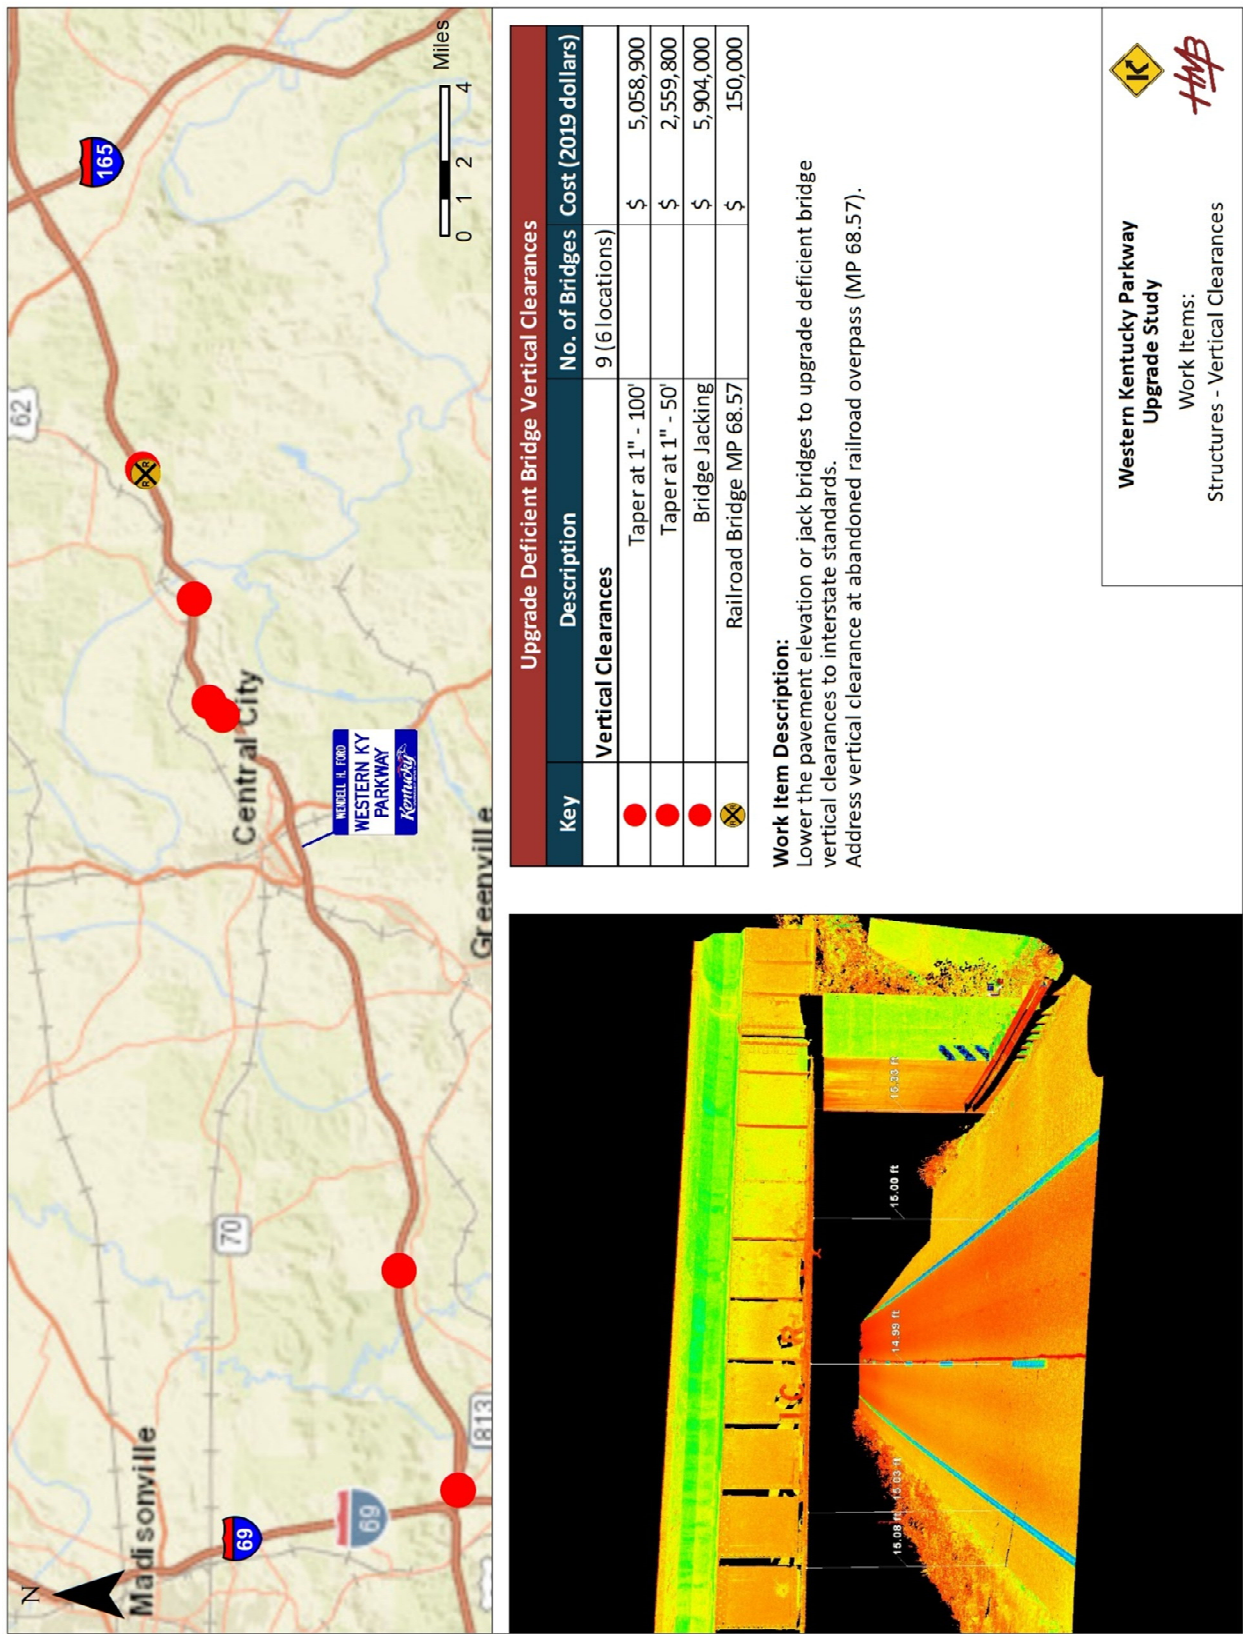 N
Madisonville
69
69
813
70
Central City
Greenville
WENDELL H. FORD
WESTERN KY
PARKWAY
Kentucky
62
165
0 1 2 4
Miles
15.08 ft
15.03 ft
14.99 ft
15.00 ft
I C R
Upgrade Deficient Bridge Vertical Clearances
Key Description No. of Bridges Cost (2019 dollars)
Vertical Clearances 9 (6 locations)
Taper at 1" - 100' $ 5,058,900
Taper at 1" - 50' $ 2,559,800
Bridge Jacking $ 5,904,000
R R Railroad Bridge MP 68.57 $ 150,000
Work Item Description:
Lower the pavement elevation or jack bridges to upgrade deficient bridge
vertical clearances to interstate standards.
Address vertical clearance at abandoned railroad overpass (MP 68.57).
Western Kentucky Parkway
Upgrade Study
Work Items:
Structures - Vertical Clearances
K